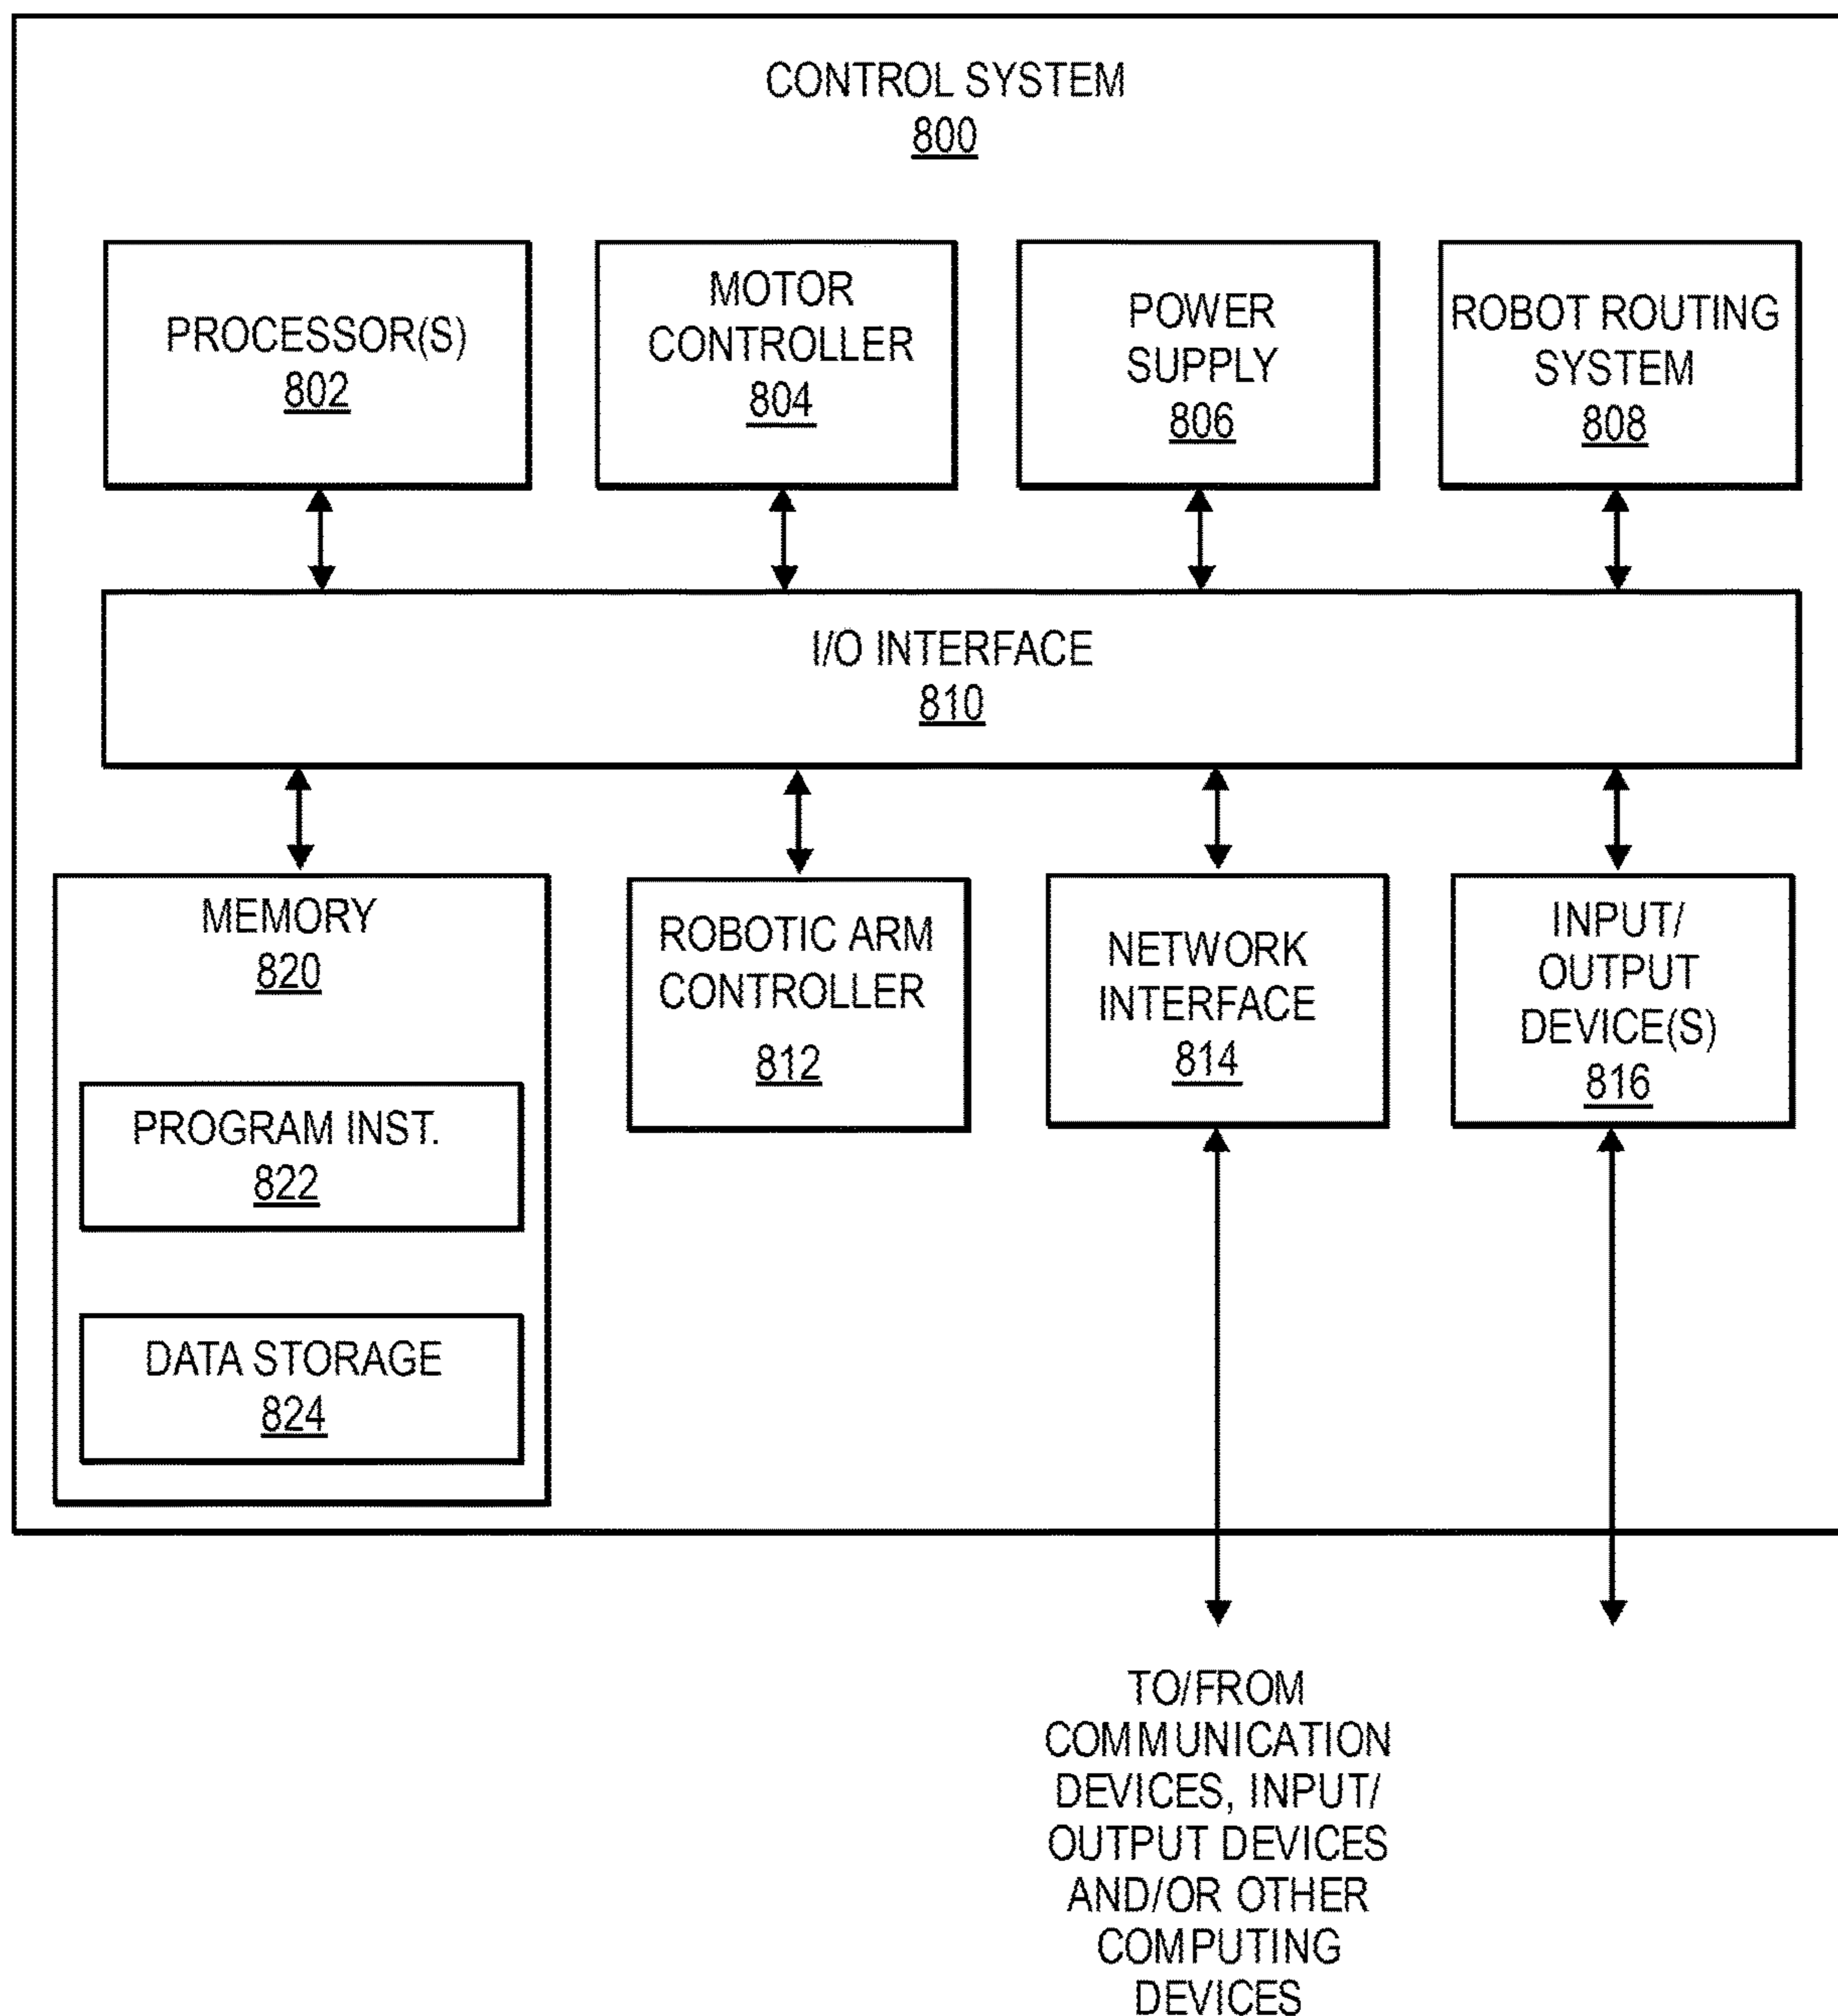 CONTROL SYSTEM
800
PROCESSOR(S)
802
MOTOR
CONTROLLER
804
POWER
SUPPLY
806
ROBOT ROUTING
SYSTEM
808
I/O INTERFACE
810
MEMORY
820
PROGRAM INST.
822
DATA STORAGE
824
ROBOTIC ARM
CONTROLLER
812
NETWORK
INTERFACE
814
INPUT/
OUTPUT
DEVICE(S)
816
TO/FROM
COMMUNICATION
DEVICES, INPUT/
OUTPUT DEVICES
AND/OR OTHER
COMPUTING
DEVICES